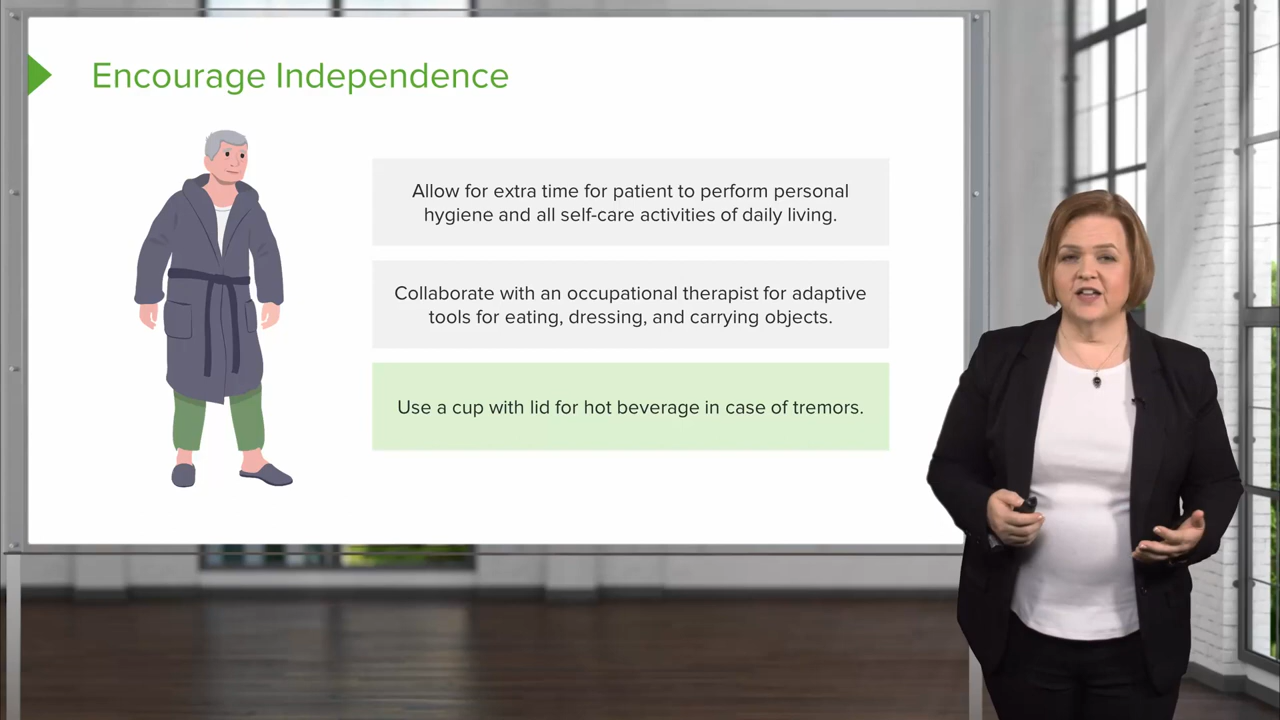 Encourage Independence
Allow for extra time for patient to perform personal
hygiene and all self-care activities of daily living.
Collaborate with an occupational therapist for adaptive
tools for eating, dressing, and carrying objects.
Use a cup with lid for hot beverage in case of tremors.